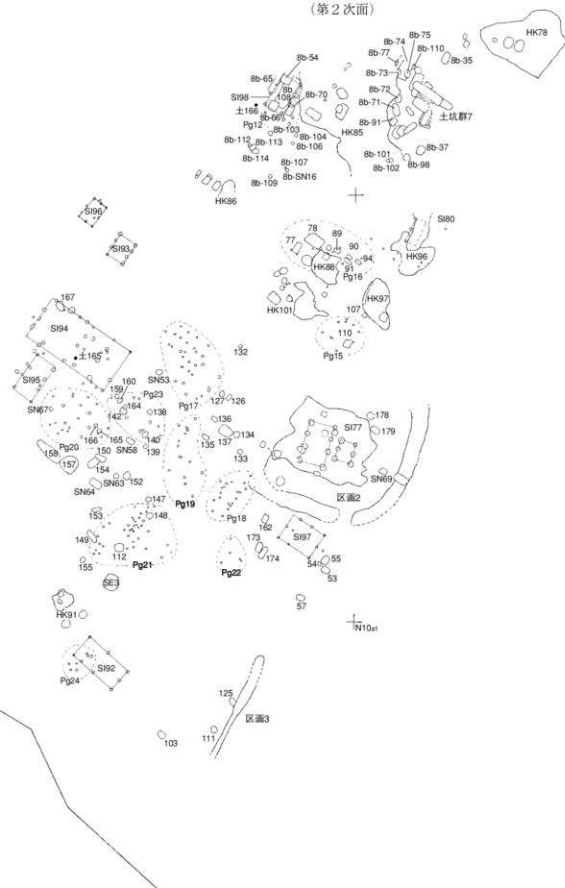 (第2次面)
8b-75
8b-74
8b-110
8b-77
8b-73
8b-35
HK78
8b-54
8b-65
8b-108
SI98
土166
8b-70
8b-72
8b-71
8b-91
HK85
土坑群7
Pg12
8b-66
8b-103
8b-104
8b-106
8b-112
8b-113
8b-114
8b-107
8b-SN16
8b-109
8b-101
8b-102
8b-98
8b-37
HK86
SI96
SI93
SI80
HK96
78
89
77
90
94
HK88
91
Pg16
HK101
HK97
107
110
Pg15
167
SI94
土165
SI95
132
SN53
Pg17
160
159
Pg23
164
142
138
127
126
SN67
136
178
SI77
179
Pg20
166
165
SN58
140
139
135
137
134
133
158
157
150
154
SN63
152
SN64
SN69
区画2
147
Pg19
Pg18
153
148
162
SI97
149
112
155
Pg21
Pg22
173
174
54
55
53
SE3
57
HK91
N10a1
SI92
Pg24
125
区画3
111
103